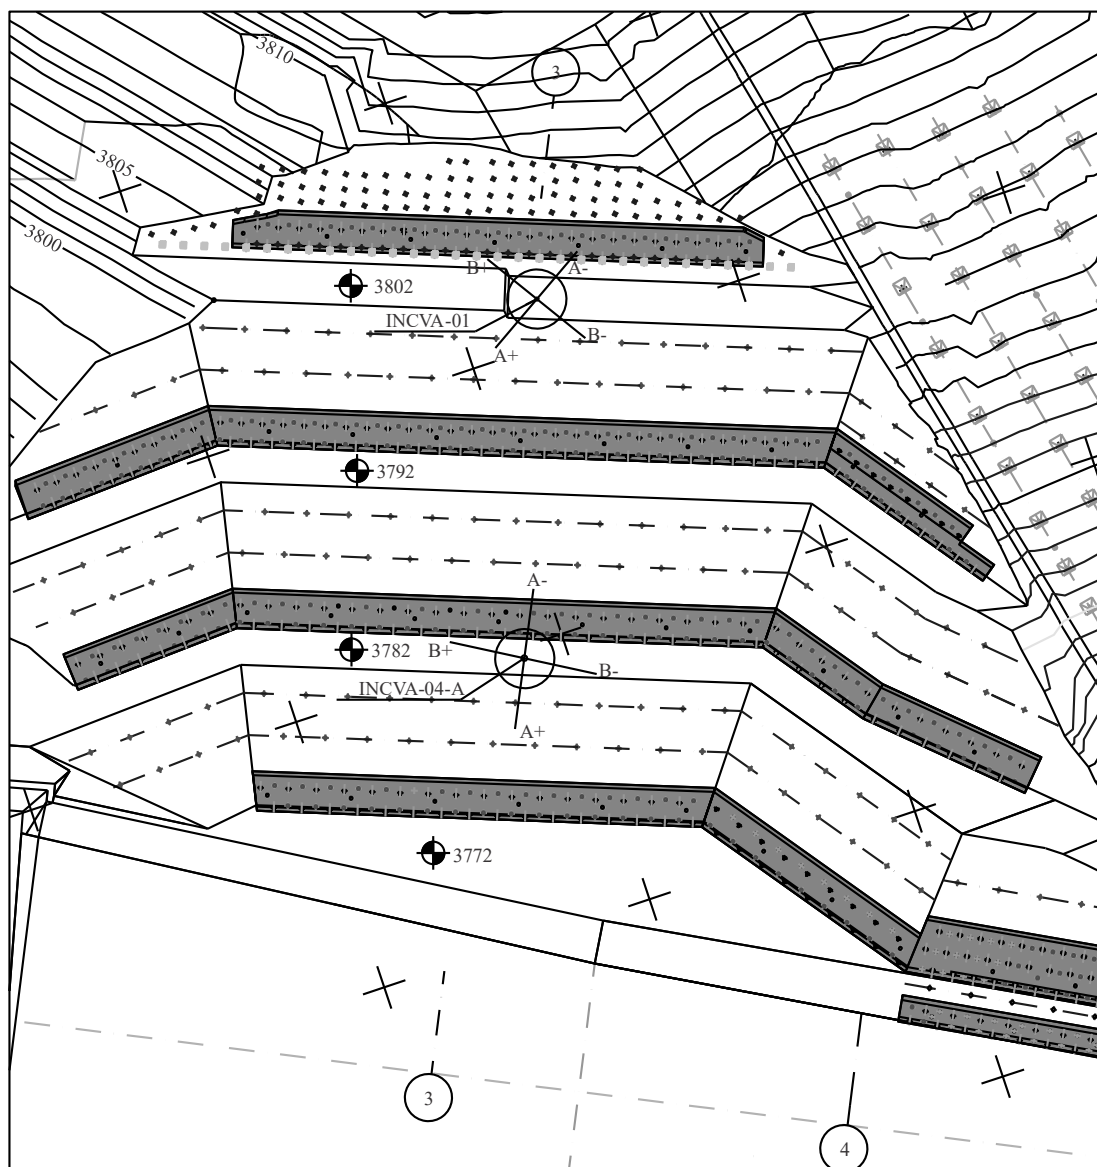 3810
3
3805
3800
B+
A-
3802
INCVA-01
B-
A+
3792
A-
3782
B+
B-
INCVA-04-A
A+
3772
3
4